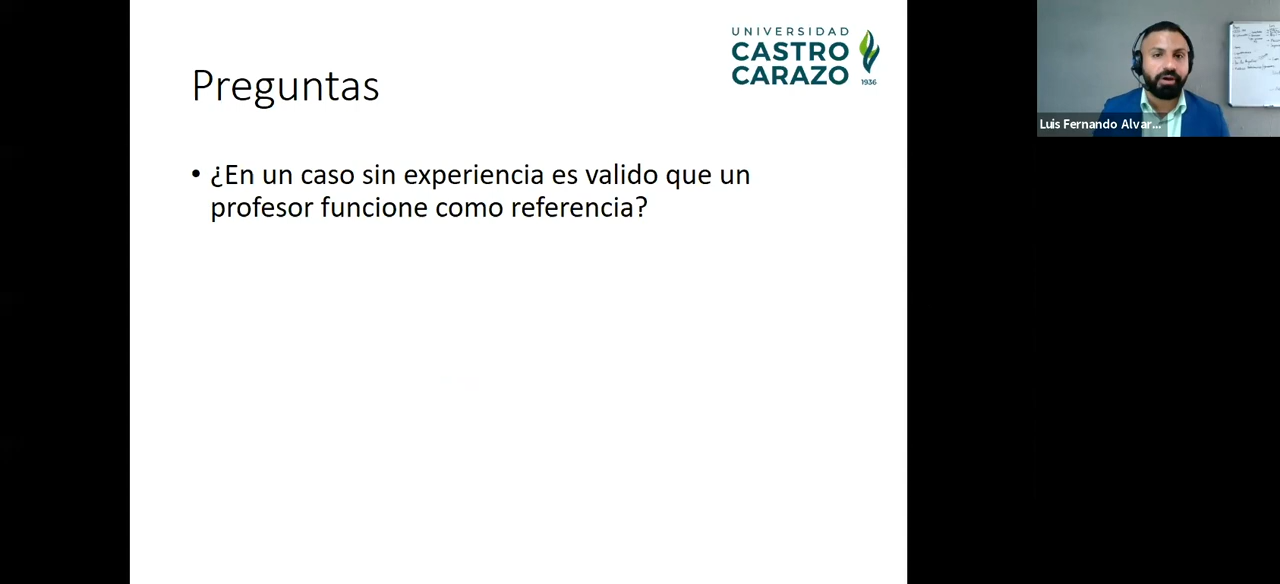 UNIVERSIDAD
CASTRO
CARAZO
1936
Preguntas
• ¿En un caso sin experiencia es valido que un
profesor funcione como referencia?
Luis Fernando Alvar...